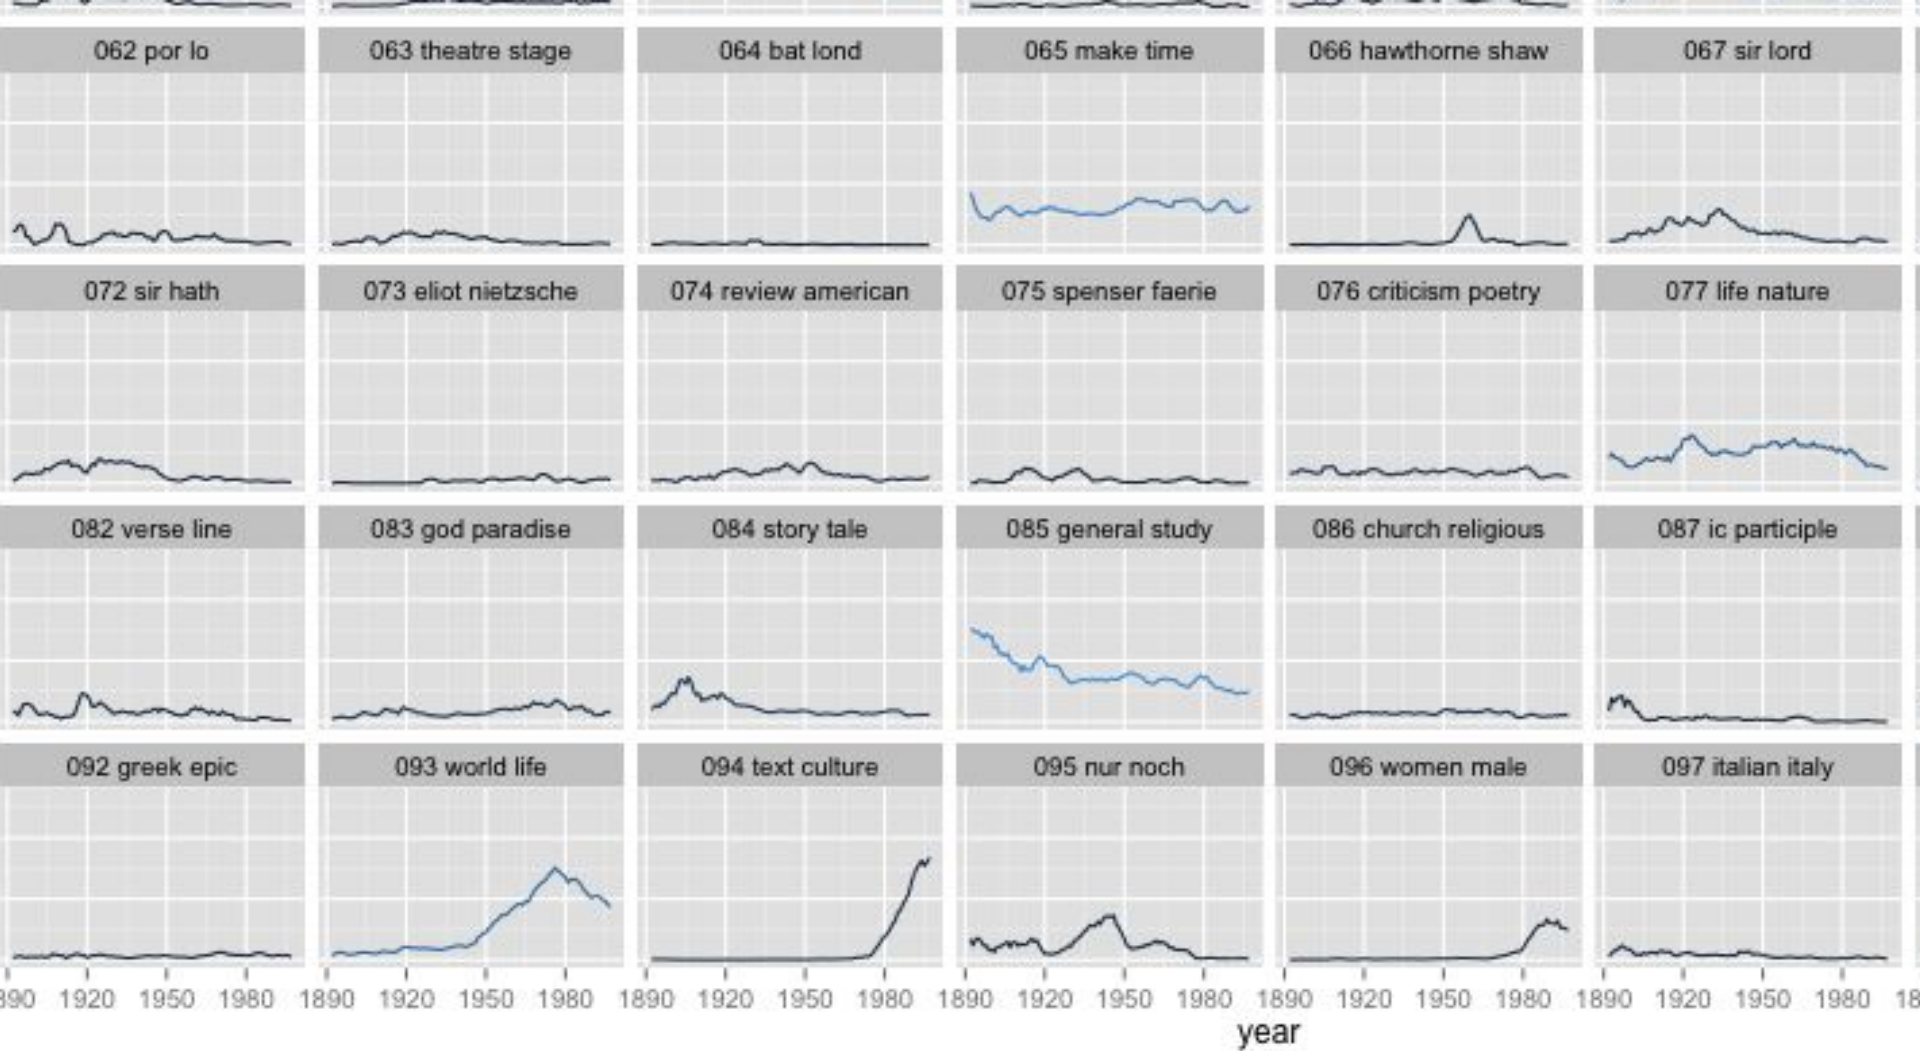 062 por lo 063 theatre stage 064 bat lond 065 make time 066 hawthorne shaw 067 sir lord
072 sir hath 073 eliot nietzsche 074 review american 075 spenser faerie 076 criticism poetry 077 life nature
082 verse line 083 god paradise 084 story tale 085 general study 086 church religious 087 ic participle
092 greek epic 093 world life 094 text culture 095 nur noch 096 women male 097 italian italy
890 1920 1950 1980 1890 1920 1950 1980 1890 1920 1950 1980 1890 1920 1950 1980 1890 1920 1950 1980 1890 1920 1950 1980 18
year